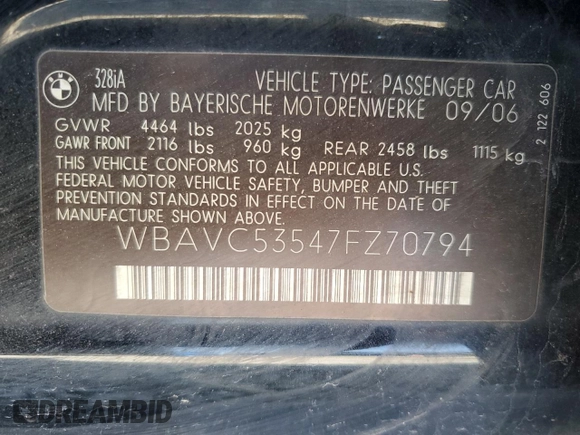 BMW
328iA
VEHICLE TYPE: PASSENGER CAR
MFD BY BAYERISCHE MOTORENWERKE 09/06
GVWR 4464 lbs 2025 kg
GAWR FRONT 2116 lbs 960 kg REAR 2458 lbs 1115 kg
THIS VEHICLE CONFORMS TO ALL APPLICABLE U.S.
FEDERAL MOTOR VEHICLE SAFETY, BUMPER AND THEFT
PREVENTION STANDARDS IN EFFECT ON THE DATE OF
MANUFACTURE SHOWN ABOVE.
WBAVC53547FZ70794
2 122 606
DREAMBID